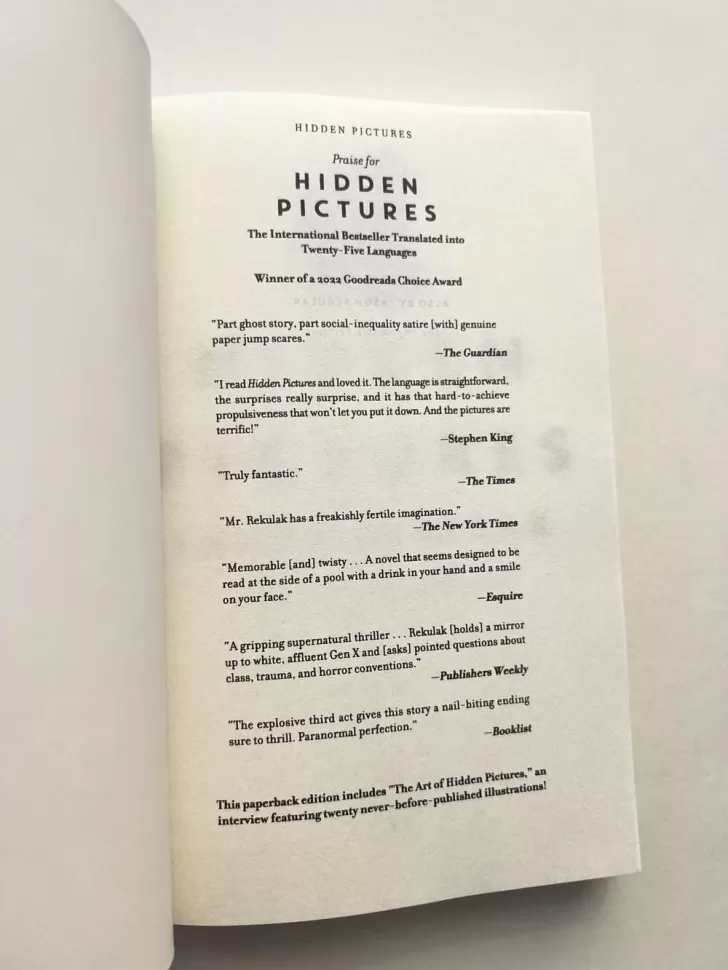 HIDDEN PICTURES
Praise for
HIDDEN
PICTURES
The International Bestseller Translated into
Twenty-Five Languages
Winner of a 2022 Goodreads Choice Award
"Part ghost story, part social-inequality satire [with] genuine
paper jump scares."
—The Guardian
"I read Hidden Pictures and loved it. The language is straightforward,
the surprises really surprise, and it has that hard-to-achieve
propulsiveness that won't let you put it down. And the pictures are
terrific!"
—Stephen King
"Truly fantastic."
—The Times
"Mr. Rekulak has a freakishly fertile imagination."
—The New York Times
"Memorable [and] twisty . . . A novel that seems designed to be
read at the side of a pool with a drink in your hand and a smile
on your face."
—Esquire
"A gripping supernatural thriller . . . Rekulak [holds] a mirror
up to white, affluent Gen X and [asks] pointed questions about
class, trauma, and horror conventions."
—Publishers Weekly
"The explosive third act gives this story a nail-biting ending
sure to thrill. Paranormal perfection."
—Booklist
This paperback edition includes "The Art of Hidden Pictures," an
interview featuring twenty never-before-published illustrations!